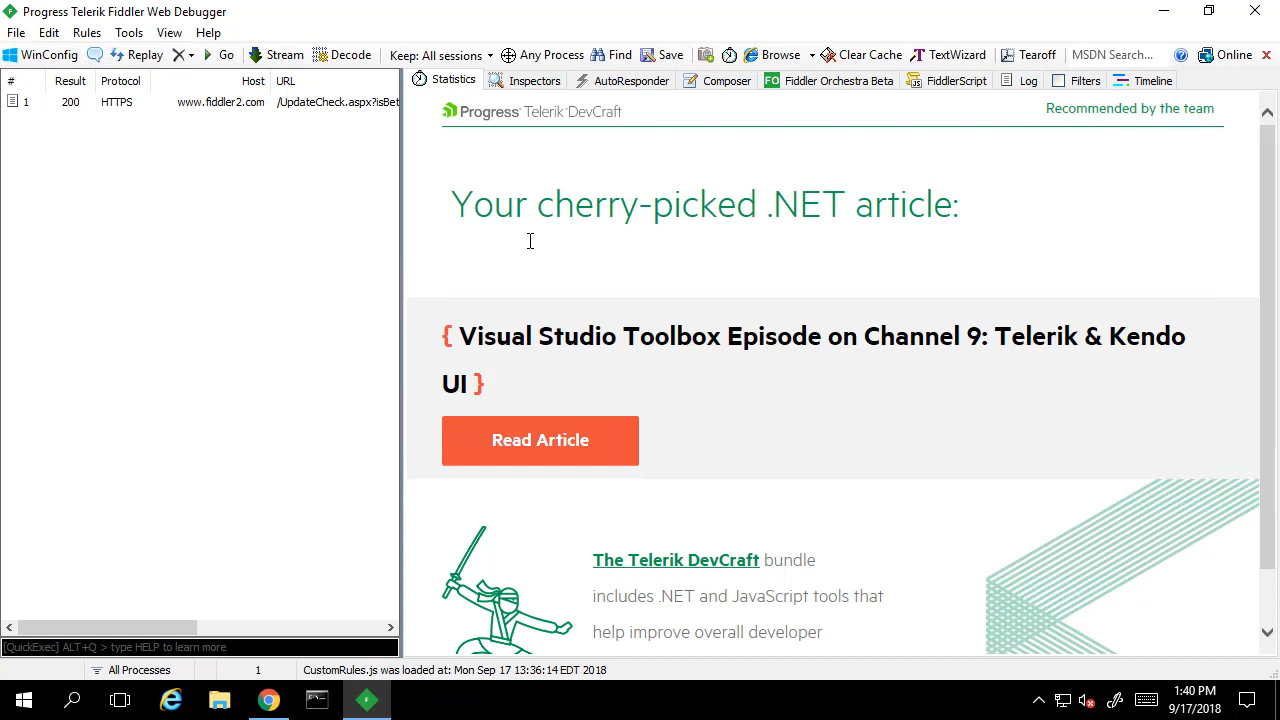 Progress Telerik Fiddler Web Debugger
File Edit Rules Tools View Help
WinConfig Replay Go Stream Decode Keep: All sessions Any Process Find Save Browse Clear Cache TextWizard Tearoff MSDN Search... Online
# Result Protocol Host URL
1 200 HTTPS www.fiddler2.com /UpdateCheck.aspx?isBet
Statistics Inspectors AutoResponder Composer FO Fiddler Orchestra Beta FiddlerScript Log Filters Timeline
Progress Telerik DevCraft Recommended by the team
Your cherry-picked .NET article:
{ Visual Studio Toolbox Episode on Channel 9: Telerik & Kendo
UI }
Read Article
The Telerik DevCraft bundle
includes .NET and JavaScript tools that
help improve overall developer
[QuickExec] ALT+Q > type HELP to learn more
All Processes 1 CustomRules.js was loaded at: Mon Sep 17 13:36:14 EDT 2018
1:40 PM
9/17/2018